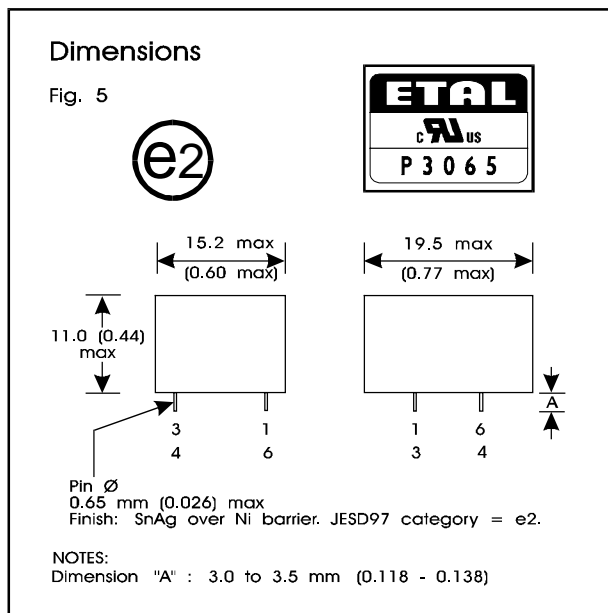 Dimensions
Fig. 5
e2
ETAL
c UR US
P3065
15.2 max
(0.60 max)
19.5 max
(0.77 max)
11.0 (0.44)
max
A
3 1 1 6
4 6 3 4
Pin Ø
0.65 mm (0.026) max
Finish: SnAg over Ni barrier. JESD97 category = e2.
NOTES:
Dimension "A" : 3.0 to 3.5 mm (0.118 - 0.138)